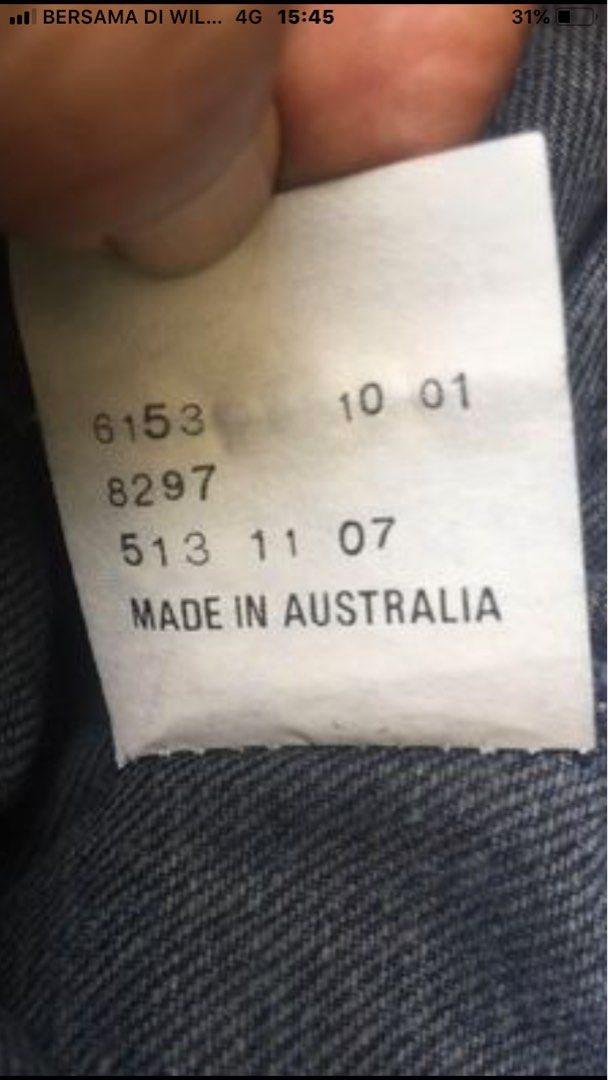 BERSAMA DI WIL... 4G 15:45 31%
6153 10 01
8297
513 11 07
MADE IN AUSTRALIA